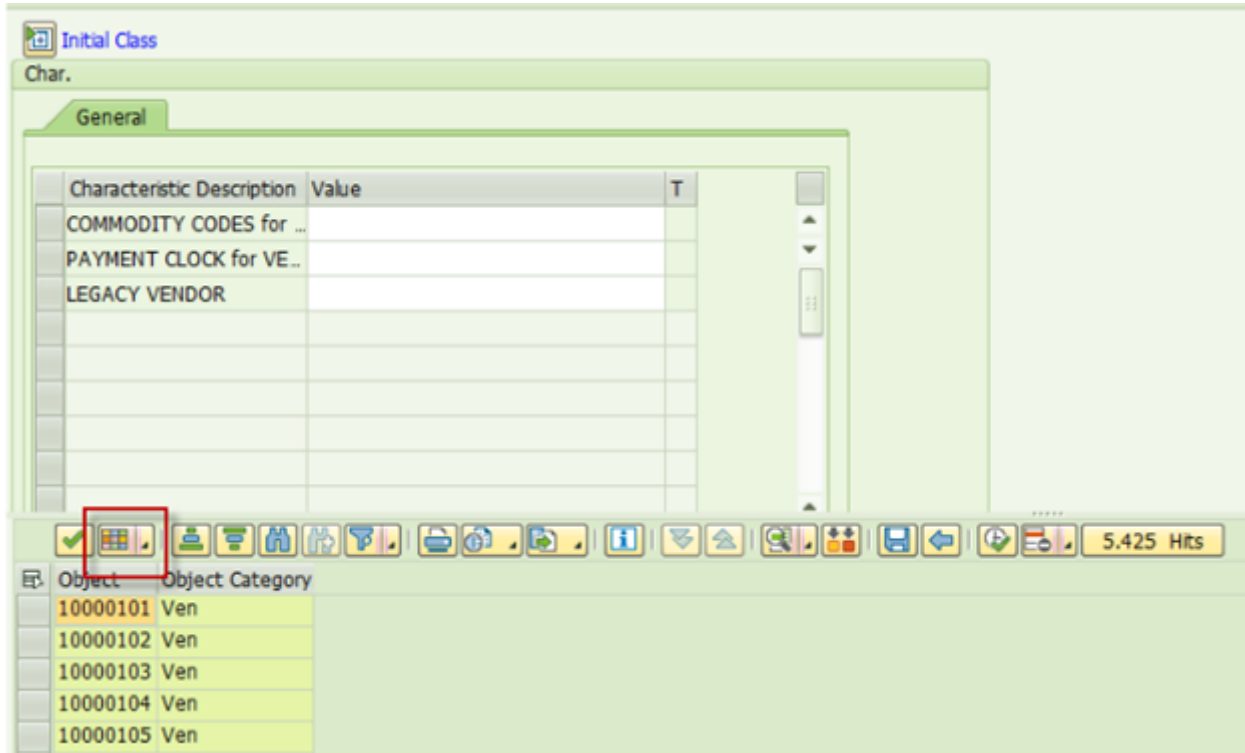 Initial Class
Char.
General
Characteristic Description Value T
COMMODITY CODES for ...
PAYMENT CLOCK for VE...
LEGACY VENDOR
5.425 Hits
Object Object Category
10000101 Ven
10000102 Ven
10000103 Ven
10000104 Ven
10000105 Ven